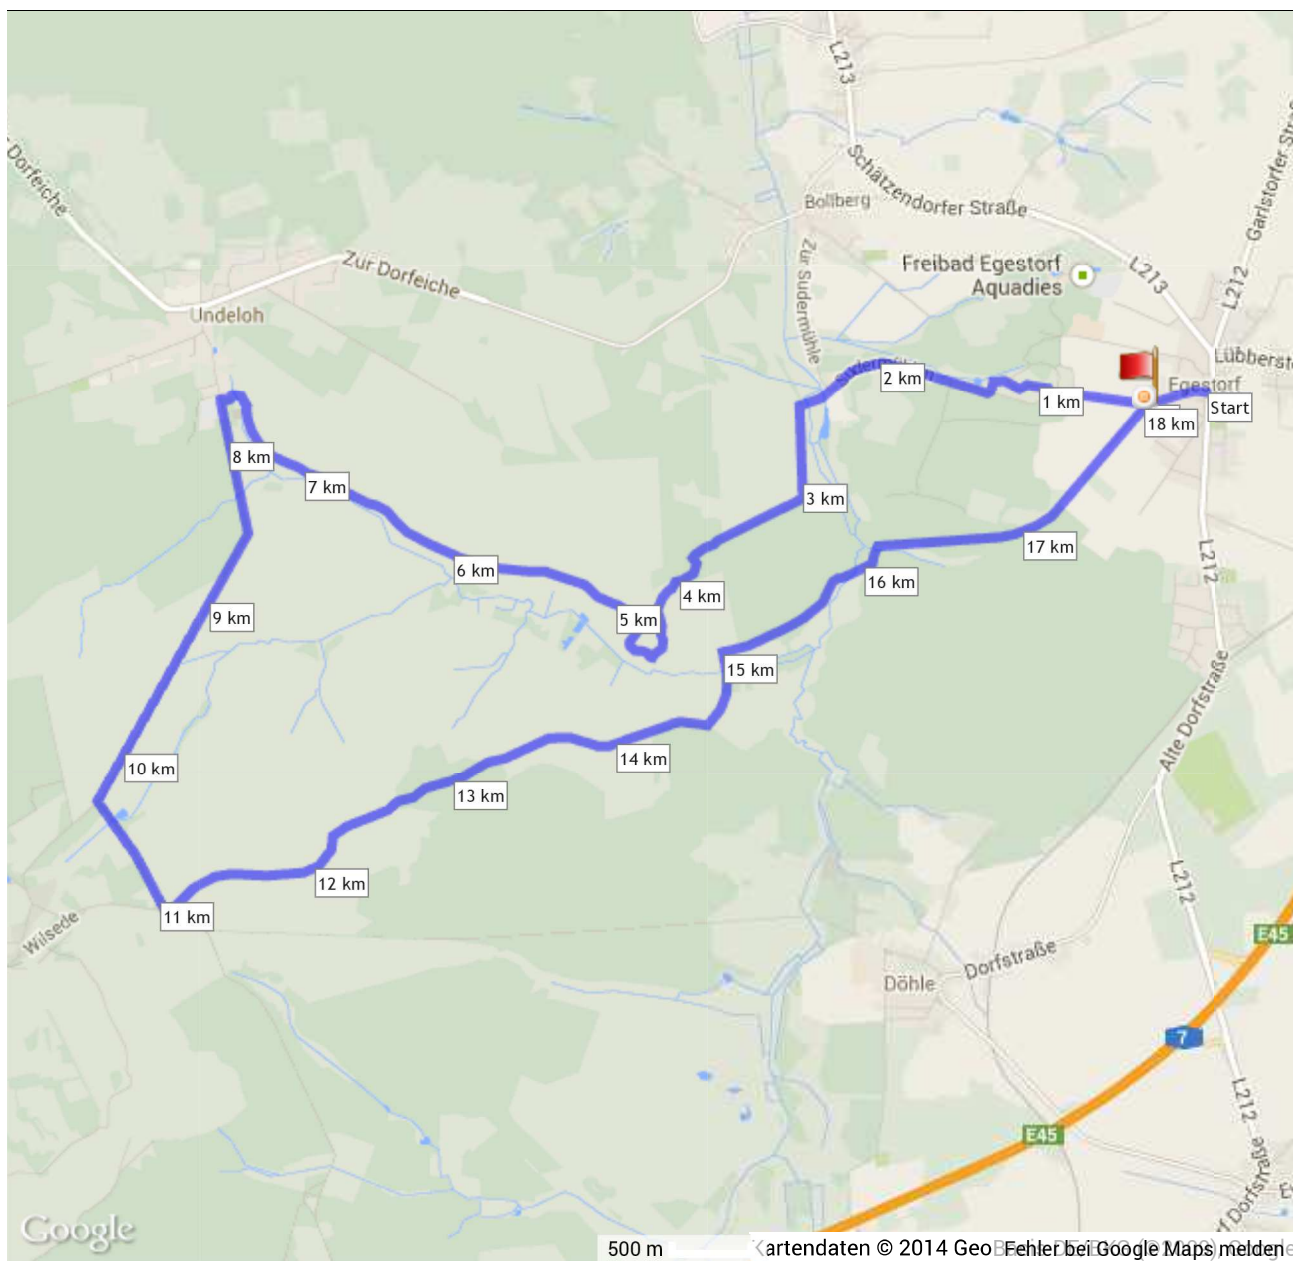 L213
Dorfeiche
Schätzendorfer Straße
Garlstorfer
Bollberg
Zur Dorfeiche
Zur Sudermühle
Freibad Egestorf
Aquadies
L213
L212
Undeloh
Lübberst
Sudermühlen
2 km
Egestorf
1 km
Start
18 km
8 km
7 km
3 km
17 km
L212
6 km
16 km
4 km
9 km
5 km
15 km
Alte Dorfstraße
14 km
10 km
13 km
12 km
L212
11 km
Wilsede
E45
Dorfstraße
Döhle
7
L212
E45
Google
500 m
Kartendaten © 2014 Geo
Fehler bei Google Maps melden